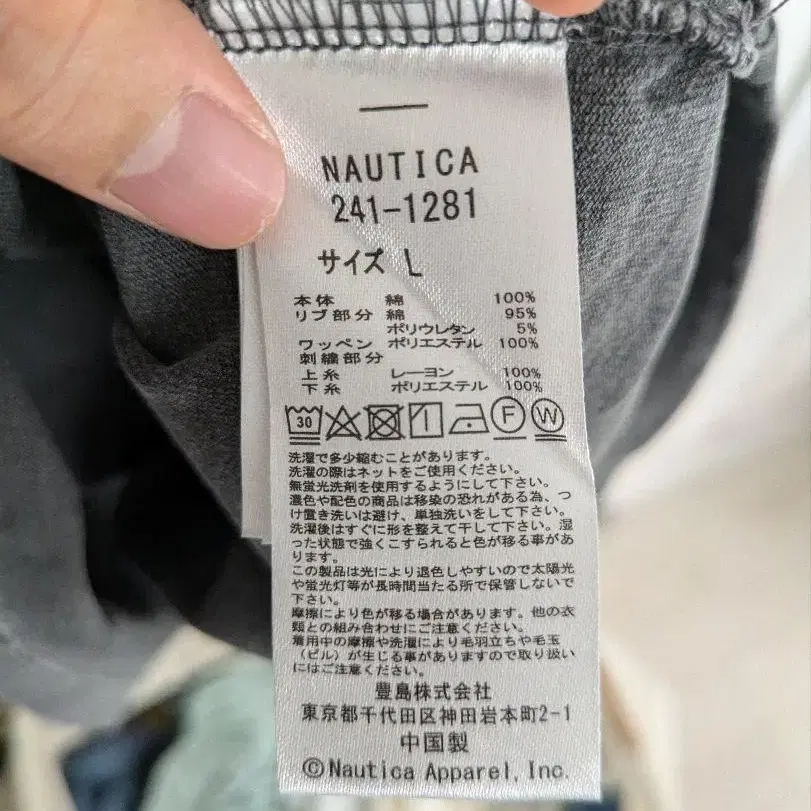 NAUTICA
241-1281
サイズ L
本体 綿 100%
リブ部分 綿 95%
ポリウレタン 5%
ワッペン ポリエステル 100%
刺繍部分
上糸 レーヨン 100%
下糸 ポリエステル 100%
30 F W
洗濯で多少縮むことがあります。
洗濯の際はネットをご使用ください。
無蛍光洗剤を使用するようにして下さい。
濃色や配色の商品は移染の恐れがある為、つ
け置き洗いは避け、単独洗いをして下さい。
洗濯後はすぐに形を整えて干して下さい。湿
った状態で強くこすられると色が移る事があ
ります。
この製品は光により退色しやすいので太陽光
や蛍光灯等が長時間当たる所で保管しないで
下さい。
摩擦により色が移る場合があります。他の衣
類との組み合わせにご注意ください。
着用中の摩擦や洗濯により毛羽立ちや毛玉
（ピル）が生じる事がありますので取り扱い
にはご注意ください。
豊島株式会社
東京都千代田区神田岩本町2-1
中国製
©Nautica Apparel, Inc.